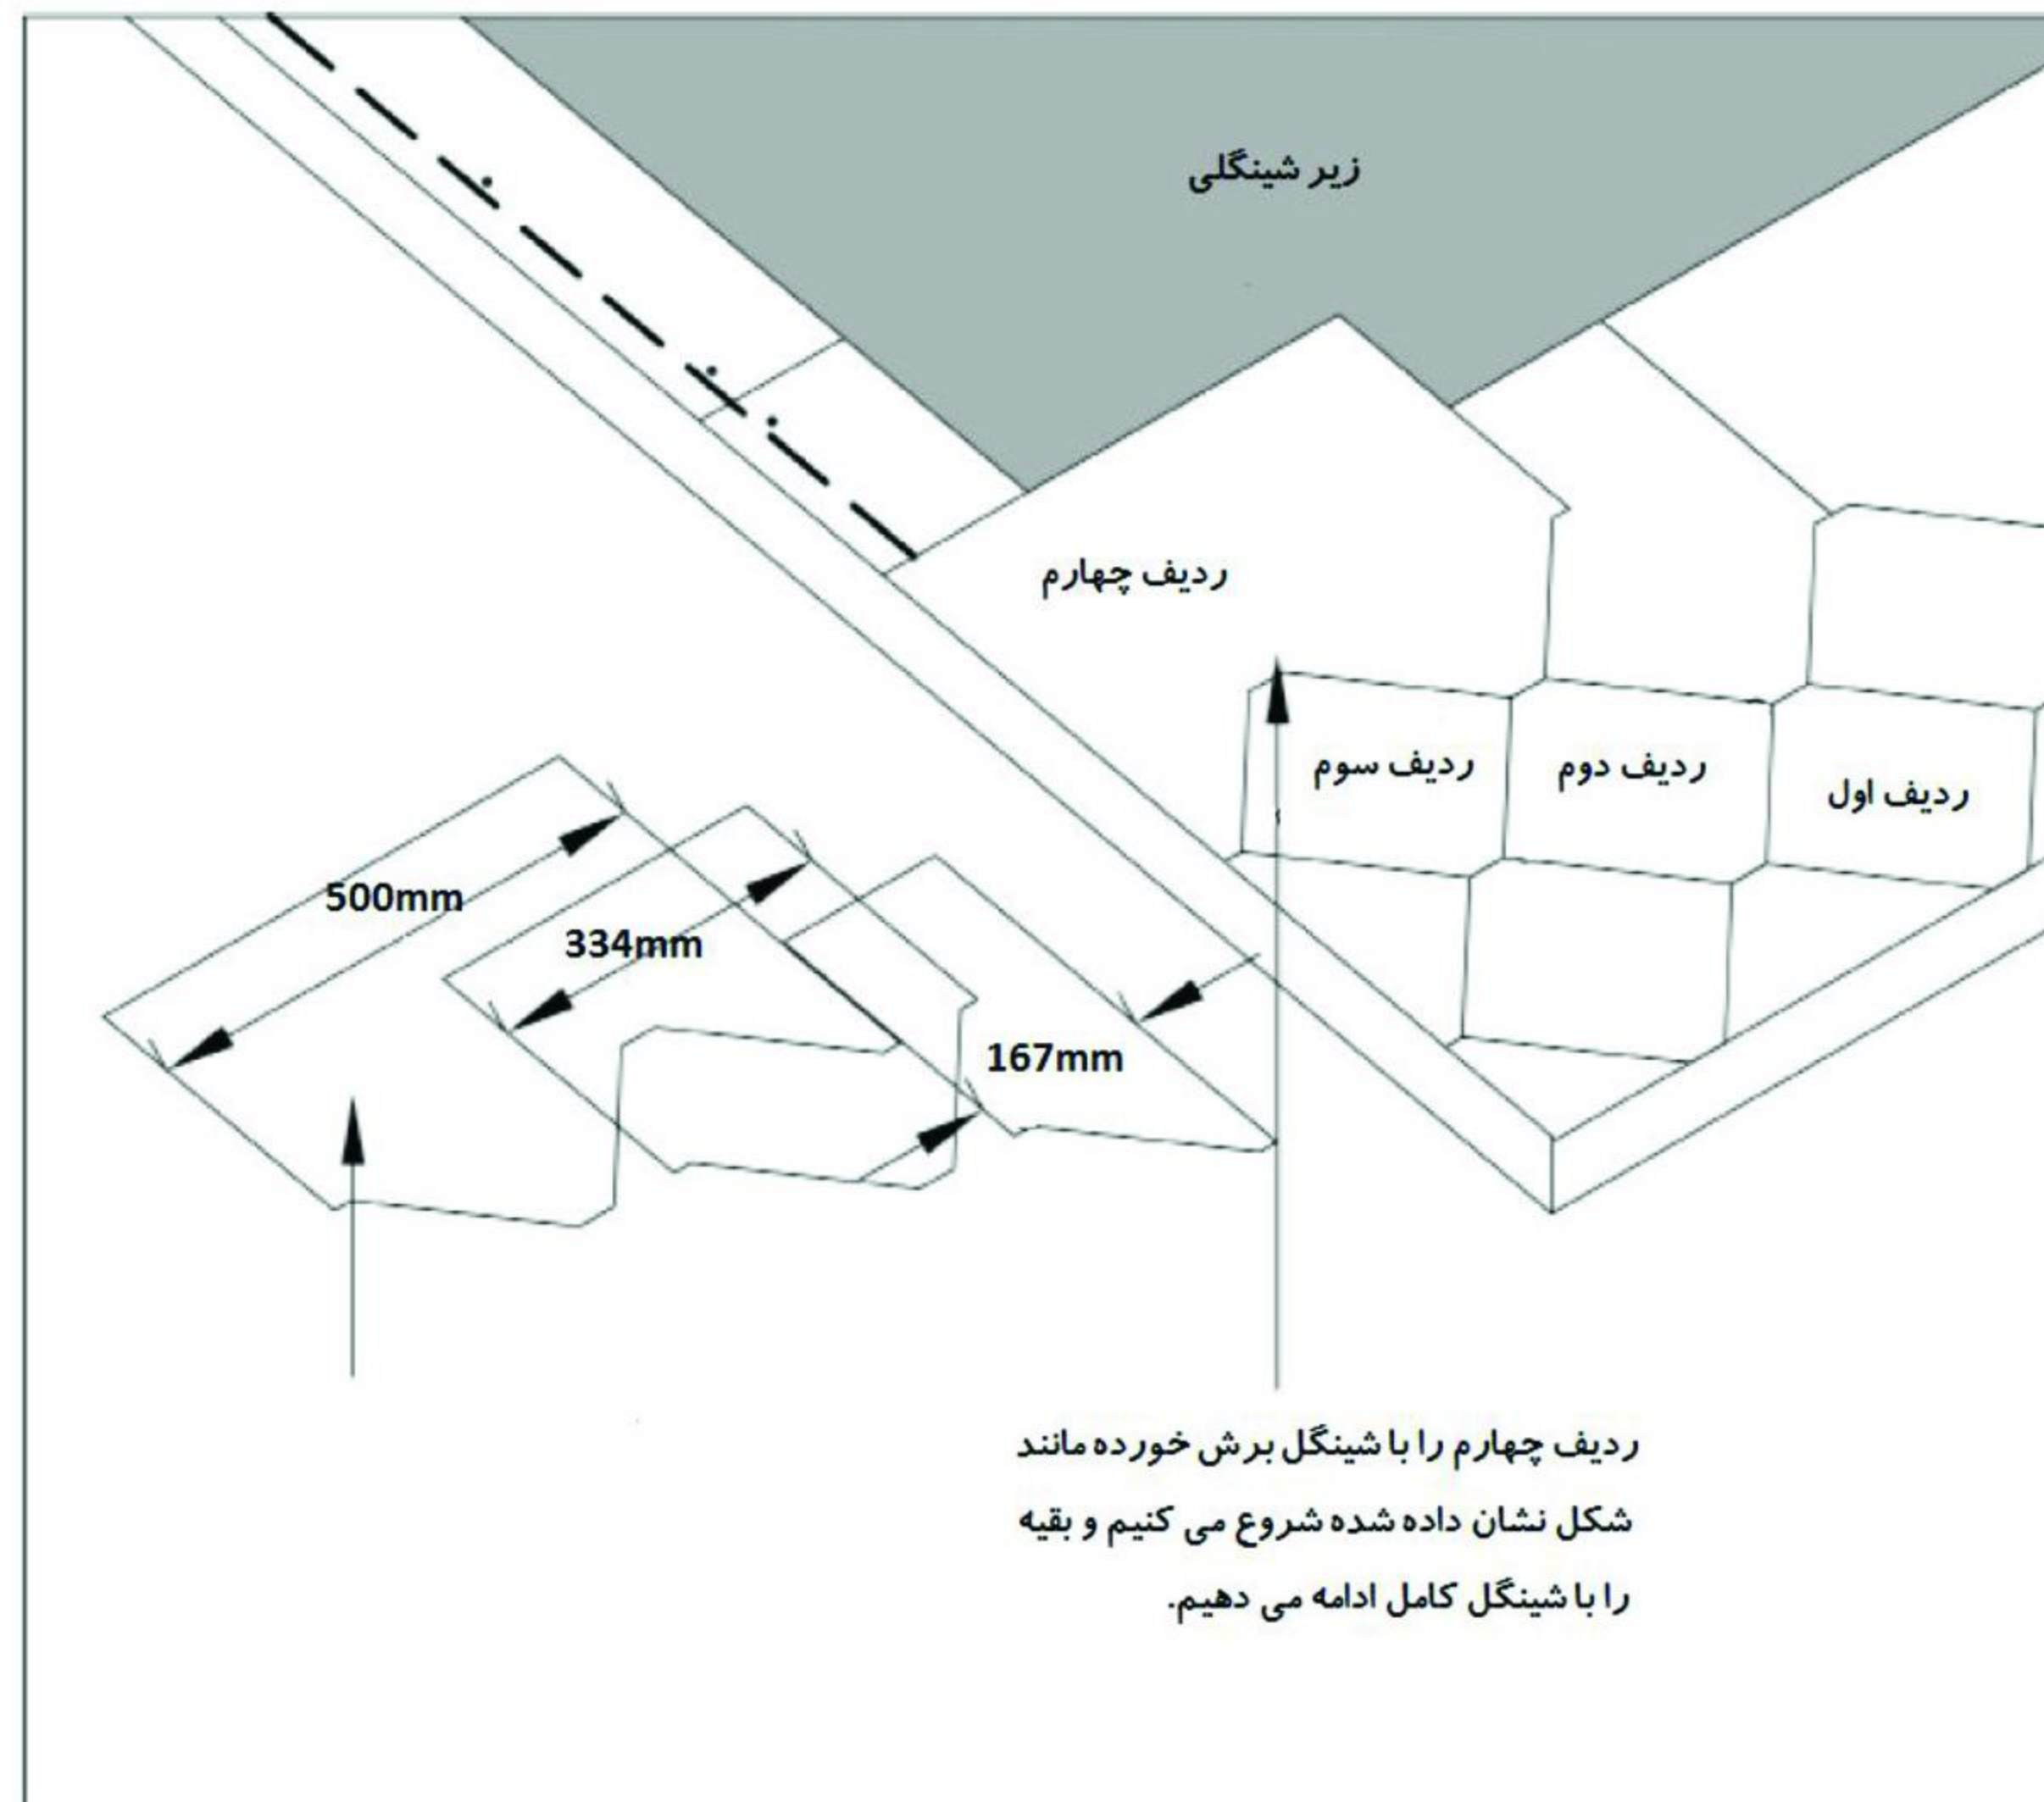 زیر شینگلی
ردیف چهارم
ردیف سوم
ردیف دوم
ردیف اول
500mm
334mm
167mm
ردیف چهارم را با شینگل برش خورده مانند
شکل نشان داده شده شروع می کنیم و بقیه
را با شینگل کامل ادامه می دهیم.